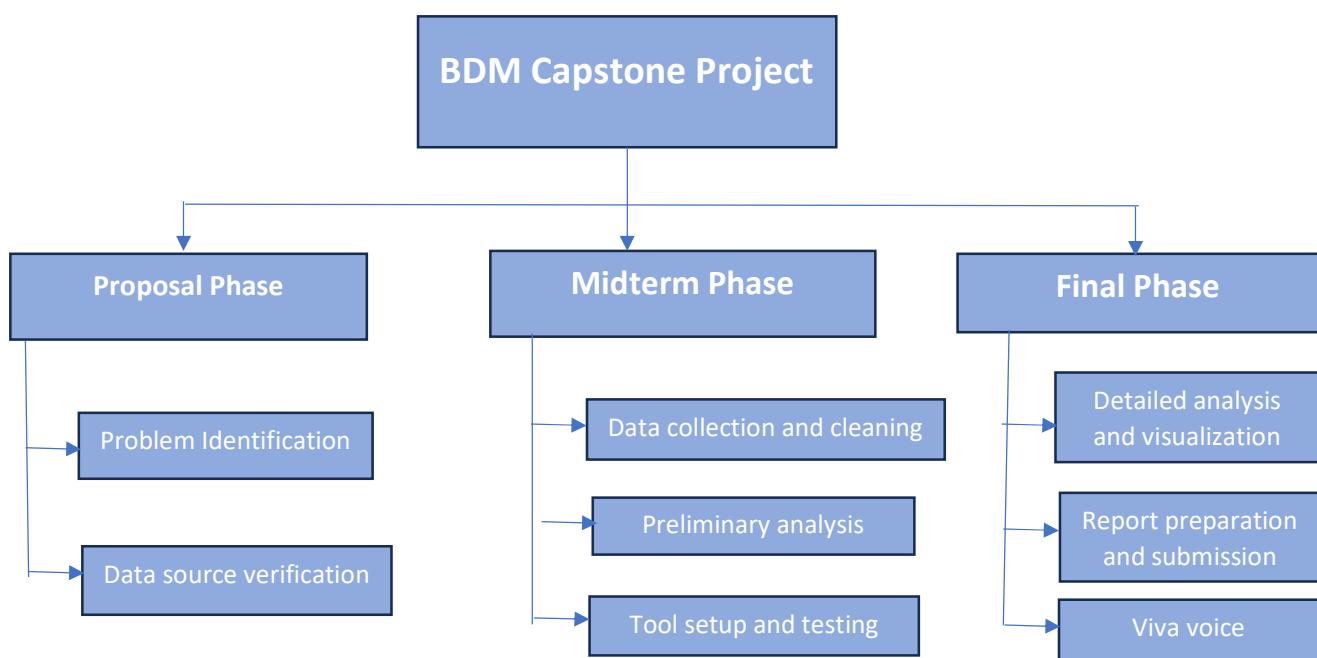 BDM Capstone Project
Proposal Phase
Problem Identification
Data source verification
Midterm Phase
Data collection and cleaning
Preliminary analysis
Tool setup and testing
Final Phase
Detailed analysis
and visualization
Report preparation
and submission
Viva voice